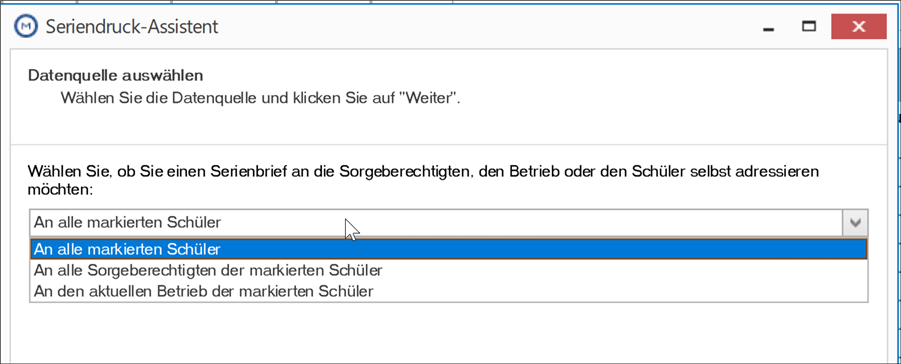 M
Seriendruck-Assistent
Datenquelle auswählen
Wählen Sie die Datenquelle und klicken Sie auf "Weiter".
Wählen Sie, ob Sie einen Serienbrief an die Sorgeberechtigten, den Betrieb oder den Schüler selbst adressieren
möchten:
An alle markierten Schüler
An alle markierten Schüler
An alle Sorgeberechtigten der markierten Schüler
An den aktuellen Betrieb der markierten Schüler